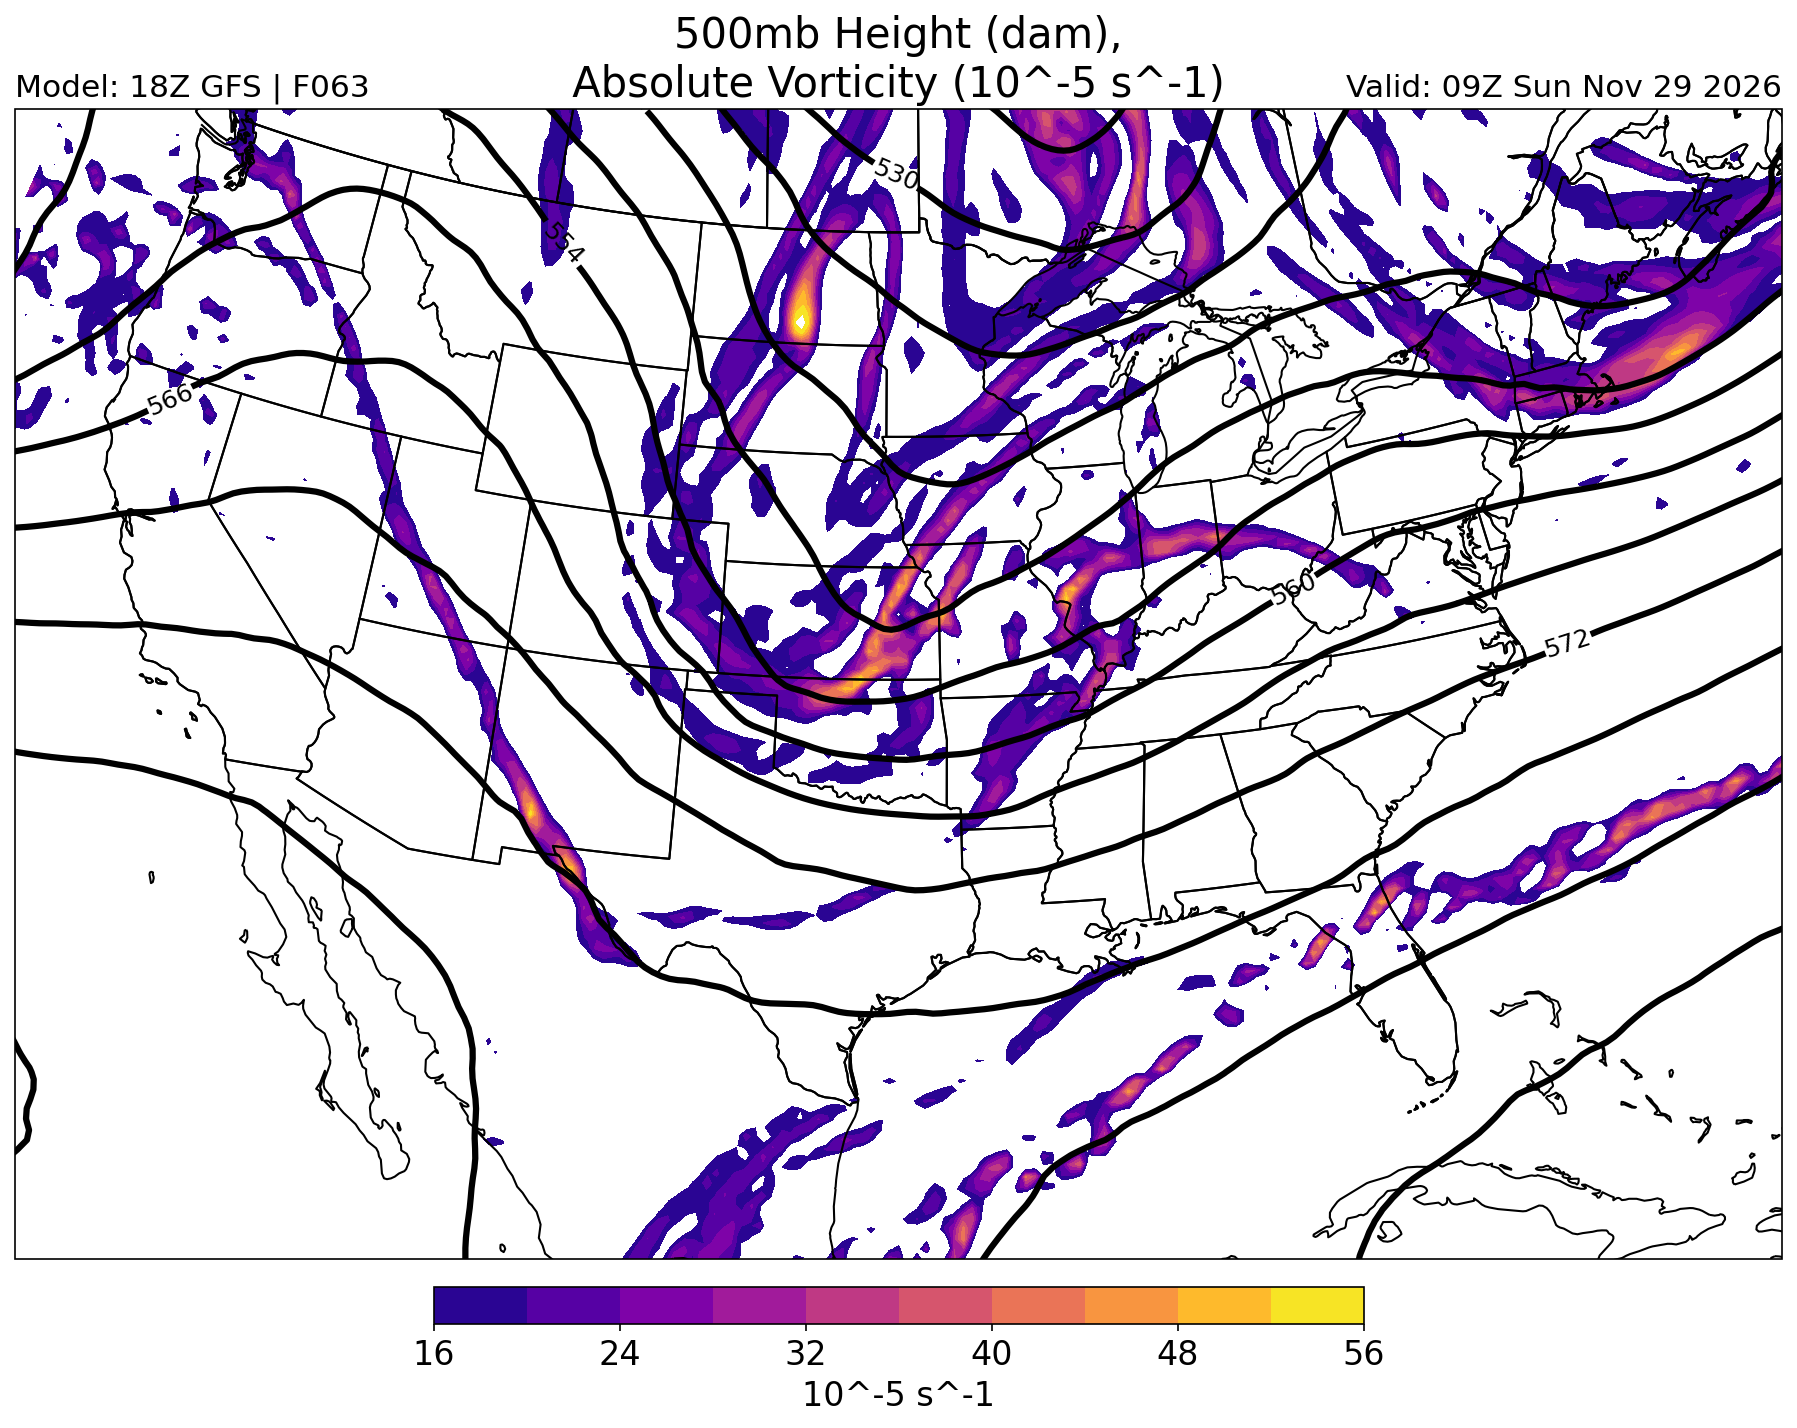 500mb Height (dam),
Absolute Vorticity (10^-5 s^-1)
Model: 18Z GFS | F063
Valid: 09Z Sun Nov 29 2026
530
554
566
560
572
16 24 32 40 48 56
10^-5 s^-1